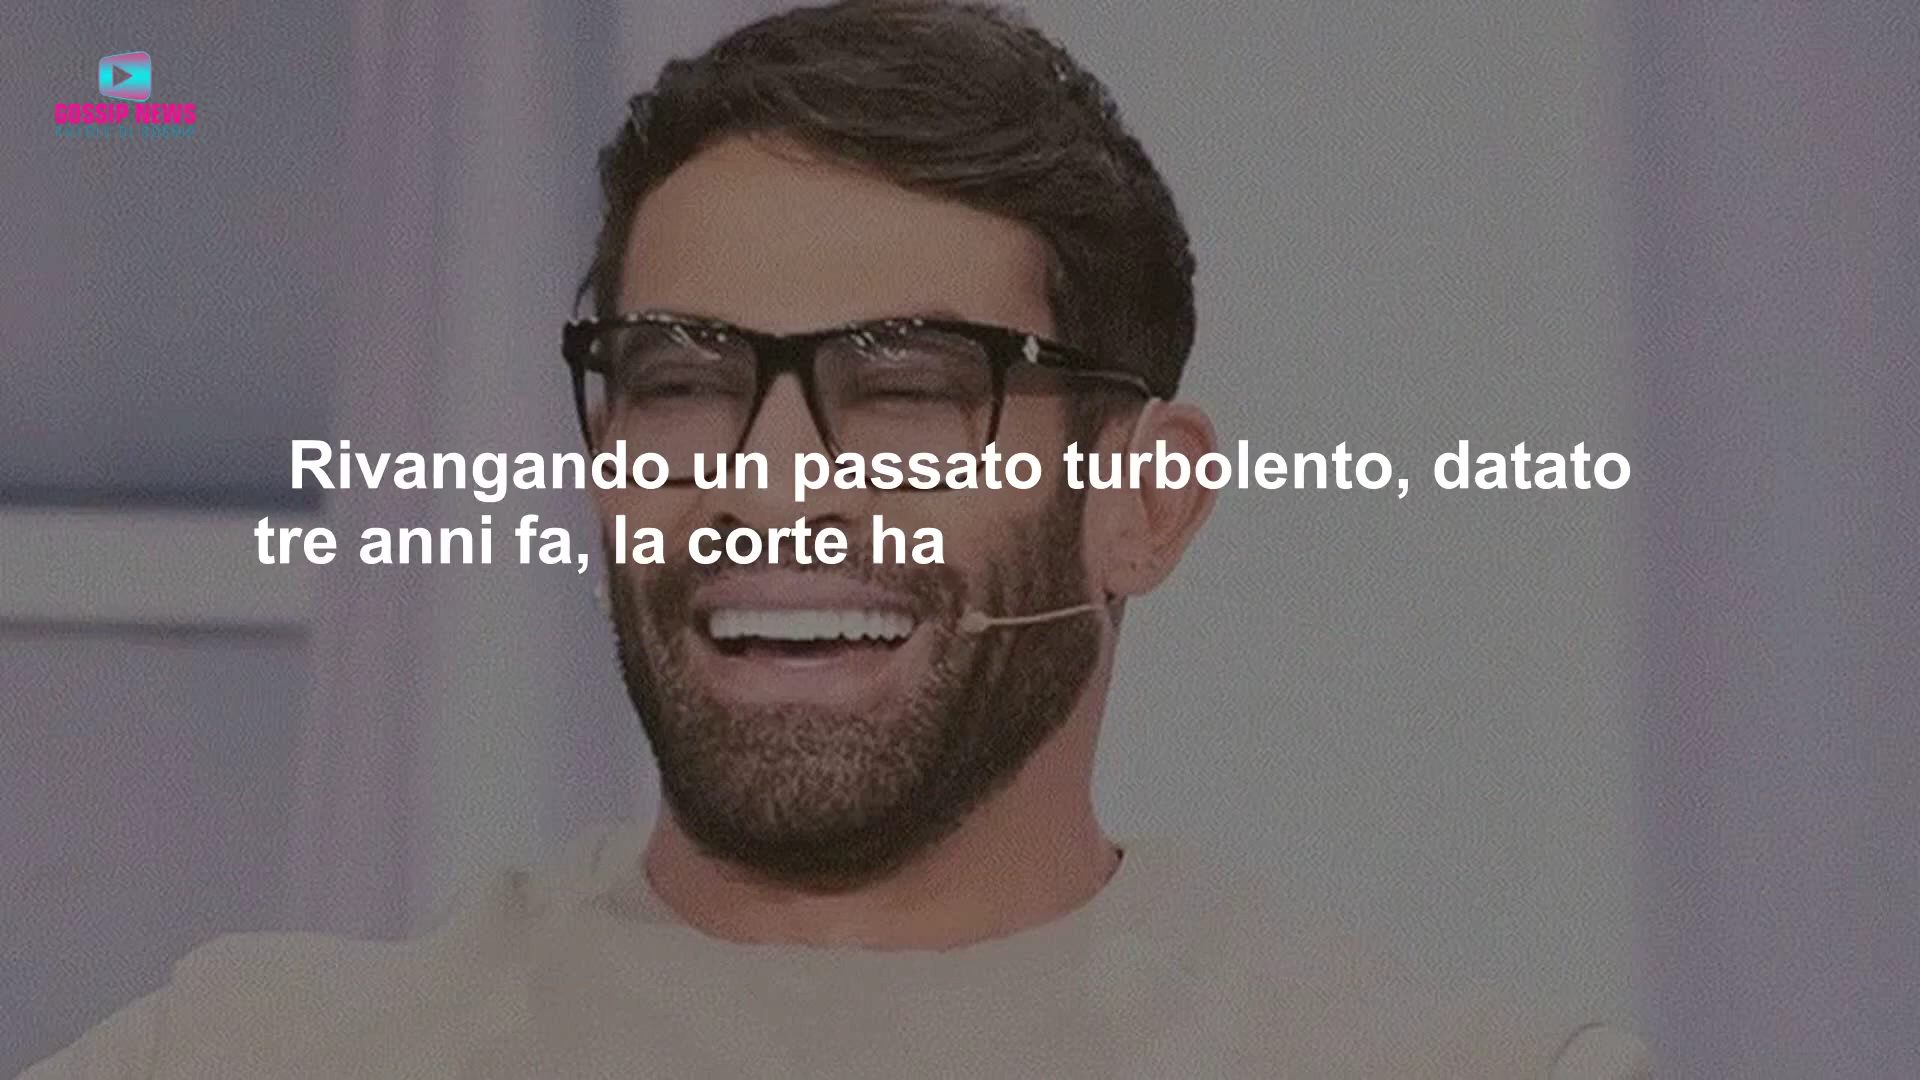 GOSSIP NEWS
Rivangando un passato turbolento, datato
tre anni fa, la corte ha